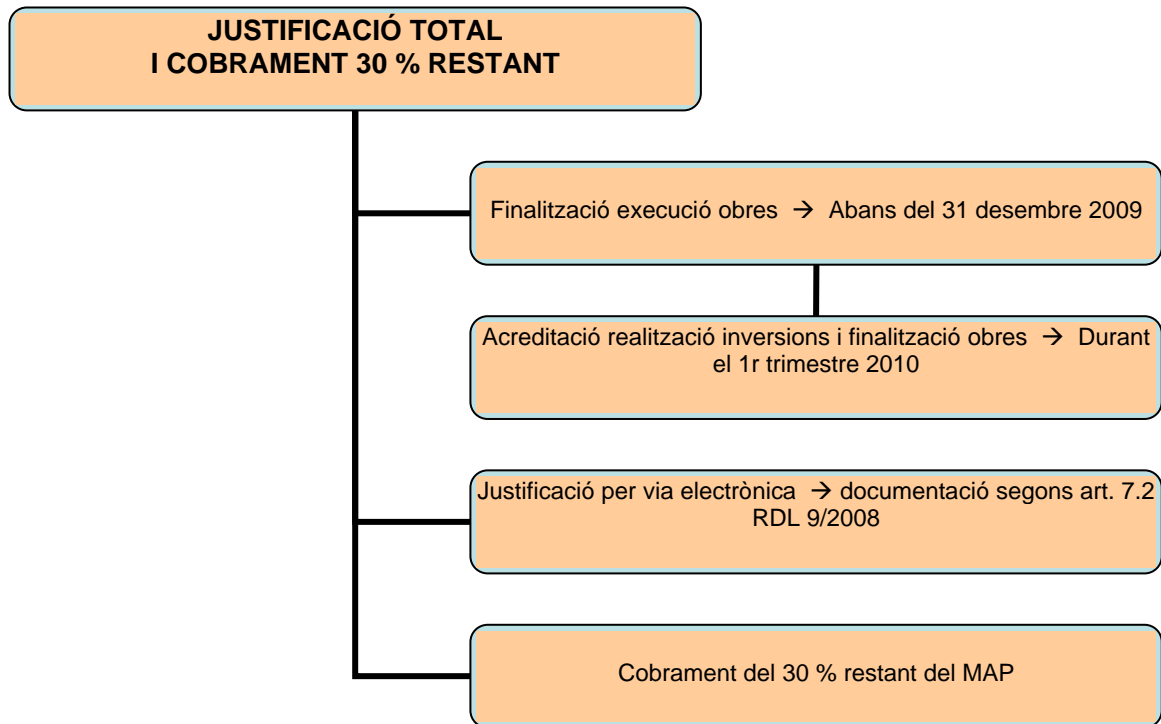 JUSTIFICACIÓ TOTAL
I COBRAMENT 30 % RESTANT
Finalització execució obres → Abans del 31 desembre 2009
Acreditació realització inversions i finalització obres → Durant
el 1r trimestre 2010
Justificació per via electrònica → documentació segons art. 7.2
RDL 9/2008
Cobrament del 30 % restant del MAP